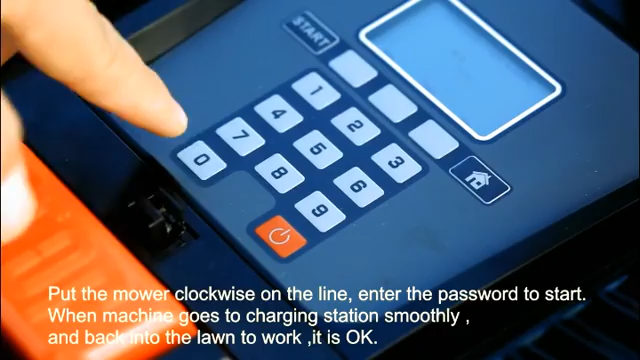 START
1 2 3
4 5 6
7 8 9
0
Put the mower clockwise on the line, enter the password to start.
When machine goes to charging station smoothly ,
and back into the lawn to work ,it is OK.